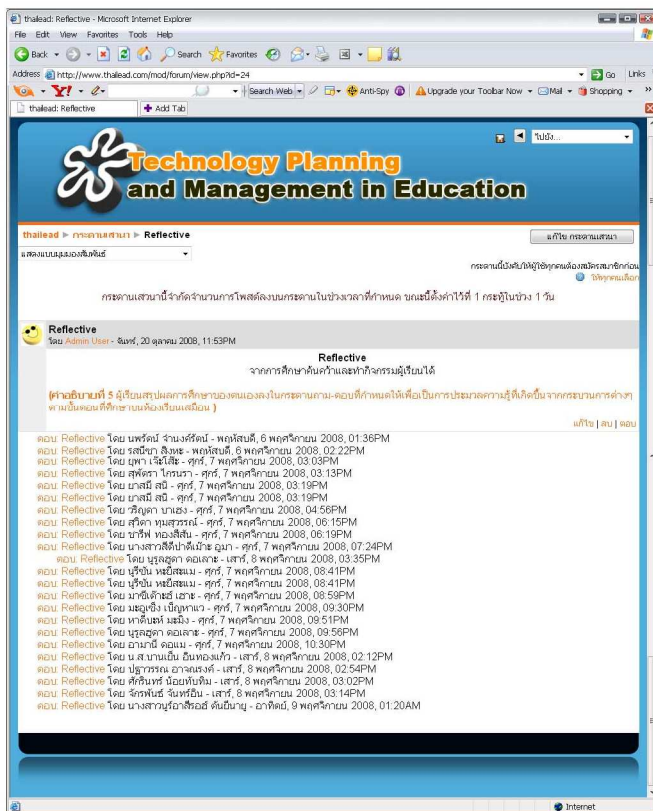 thailead: Reflective - Microsoft Internet Explorer
File Edit View Favorites Tools Help
Back Search Favorites
Address http://www.thailead.com/mod/forum/view.php?id=24 Go Links
Y! Search Web Anti-Spy Upgrade your Toolbar Now Mail Shopping
thailead: Reflective Add Tab
ไปยัง...
Technology Planning
and Management in Education
thailead ► กระดานเสวนา ► Reflective แก้ไข กระดานเสวนา
แสดงแบบมุมมองสัมพันธ์
กระดานนี้บังคับให้ผู้ใช้ทุกคนต้องสมัครสมาชิกก่อน
ให้ทุกคนเลือก
กระดานเสวนานี้จำกัดจำนวนการโพสต์ลงบนกระดานในช่วงเวลาที่กำหนด ขณะนี้ตั้งค่าไว้ที่ 1 กระทู้ในช่วง 1 วัน
Reflective
โดย Admin User - จันทร์, 20 ตุลาคม 2008, 11:53PM
Reflective
จากการศึกษาค้นคว้าและทำกิจกรรมผู้เรียนได้
(คำอธิบายที่ 5 ผู้เรียนสรุปผลการศึกษาของตนเองลงในกระดานถาม-ตอบที่กำหนดให้เพื่อเป็นการประมวลความรู้ที่เกิดขึ้นจากกระบวนการต่างๆ
ตามขั้นตอนที่ศึกษาบนห้องเรียนเสมือน )
แก้ไข | ลบ | ตอบ
ตอบ: Reflective โดย นพรัตน์ จำนงค์รัตน์ - พฤหัสบดี, 6 พฤศจิกายน 2008, 01:36PM
ตอบ: Reflective โดย รสนีซา สิงหะ - พฤหัสบดี, 6 พฤศจิกายน 2008, 02:22PM
ตอบ: Reflective โดย ยุพา เจ๊ะโส๊ะ - ศุกร์, 7 พฤศจิกายน 2008, 03:03PM
ตอบ: Reflective โดย สุพัตรา ไกรนรา - ศุกร์, 7 พฤศจิกายน 2008, 03:13PM
ตอบ: Reflective โดย ยาสมี สนิ - ศุกร์, 7 พฤศจิกายน 2008, 03:19PM
ตอบ: Reflective โดย ยาสมี สนิ - ศุกร์, 7 พฤศจิกายน 2008, 03:19PM
ตอบ: Reflective โดย วริญดา บาเฮง - ศุกร์, 7 พฤศจิกายน 2008, 04:56PM
ตอบ: Reflective โดย สุวิดา ทุมสุวรรณ์ - ศุกร์, 7 พฤศจิกายน 2008, 06:15PM
ตอบ: Reflective โดย ซารีฟ ทองสีสัน - ศุกร์, 7 พฤศจิกายน 2008, 06:19PM
ตอบ: Reflective โดย นางสาวสีตีปาตีเม๊าะ อุมา - ศุกร์, 7 พฤศจิกายน 2008, 07:24PM
ตอบ: Reflective โดย นูรูลฮูดา ดอเลาะ - เสาร์, 8 พฤศจิกายน 2008, 03:35PM
ตอบ: Reflective โดย นุรีซัน หะยีสะแม - ศุกร์, 7 พฤศจิกายน 2008, 08:41PM
ตอบ: Reflective โดย นุรีซัน หะยีสะแม - ศุกร์, 7 พฤศจิกายน 2008, 08:41PM
ตอบ: Reflective โดย มาซีเต๊าะฮ์ เฮาะ - ศุกร์, 7 พฤศจิกายน 2008, 08:59PM
ตอบ: Reflective โดย มะอูเซ็ง เบ็ญหาแว - ศุกร์, 7 พฤศจิกายน 2008, 09:30PM
ตอบ: Reflective โดย หาดีบะห์ มะมิง - ศุกร์, 7 พฤศจิกายน 2008, 09:51PM
ตอบ: Reflective โดย นูรูลฮูดา ดอเลาะ - ศุกร์, 7 พฤศจิกายน 2008, 09:56PM
ตอบ: Reflective โดย อามานี ดอแม - ศุกร์, 7 พฤศจิกายน 2008, 10:30PM
ตอบ: Reflective โดย น.ส.บานเย็น อินทองแก้ว - เสาร์, 8 พฤศจิกายน 2008, 02:12PM
ตอบ: Reflective โดย ปฐาวรรณ อาจณรงค์ - เสาร์, 8 พฤศจิกายน 2008, 02:54PM
ตอบ: Reflective โดย ศักรินทร์ น้อยทับทิม - เสาร์, 8 พฤศจิกายน 2008, 03:02PM
ตอบ: Reflective โดย จักรพันธ์ จันทร์อิน - เสาร์, 8 พฤศจิกายน 2008, 03:14PM
ตอบ: Reflective โดย นางสาวนูร์อาสีรอฮ์ ตันยีนายุ - อาทิตย์, 9 พฤศจิกายน 2008, 01:20AM
Internet